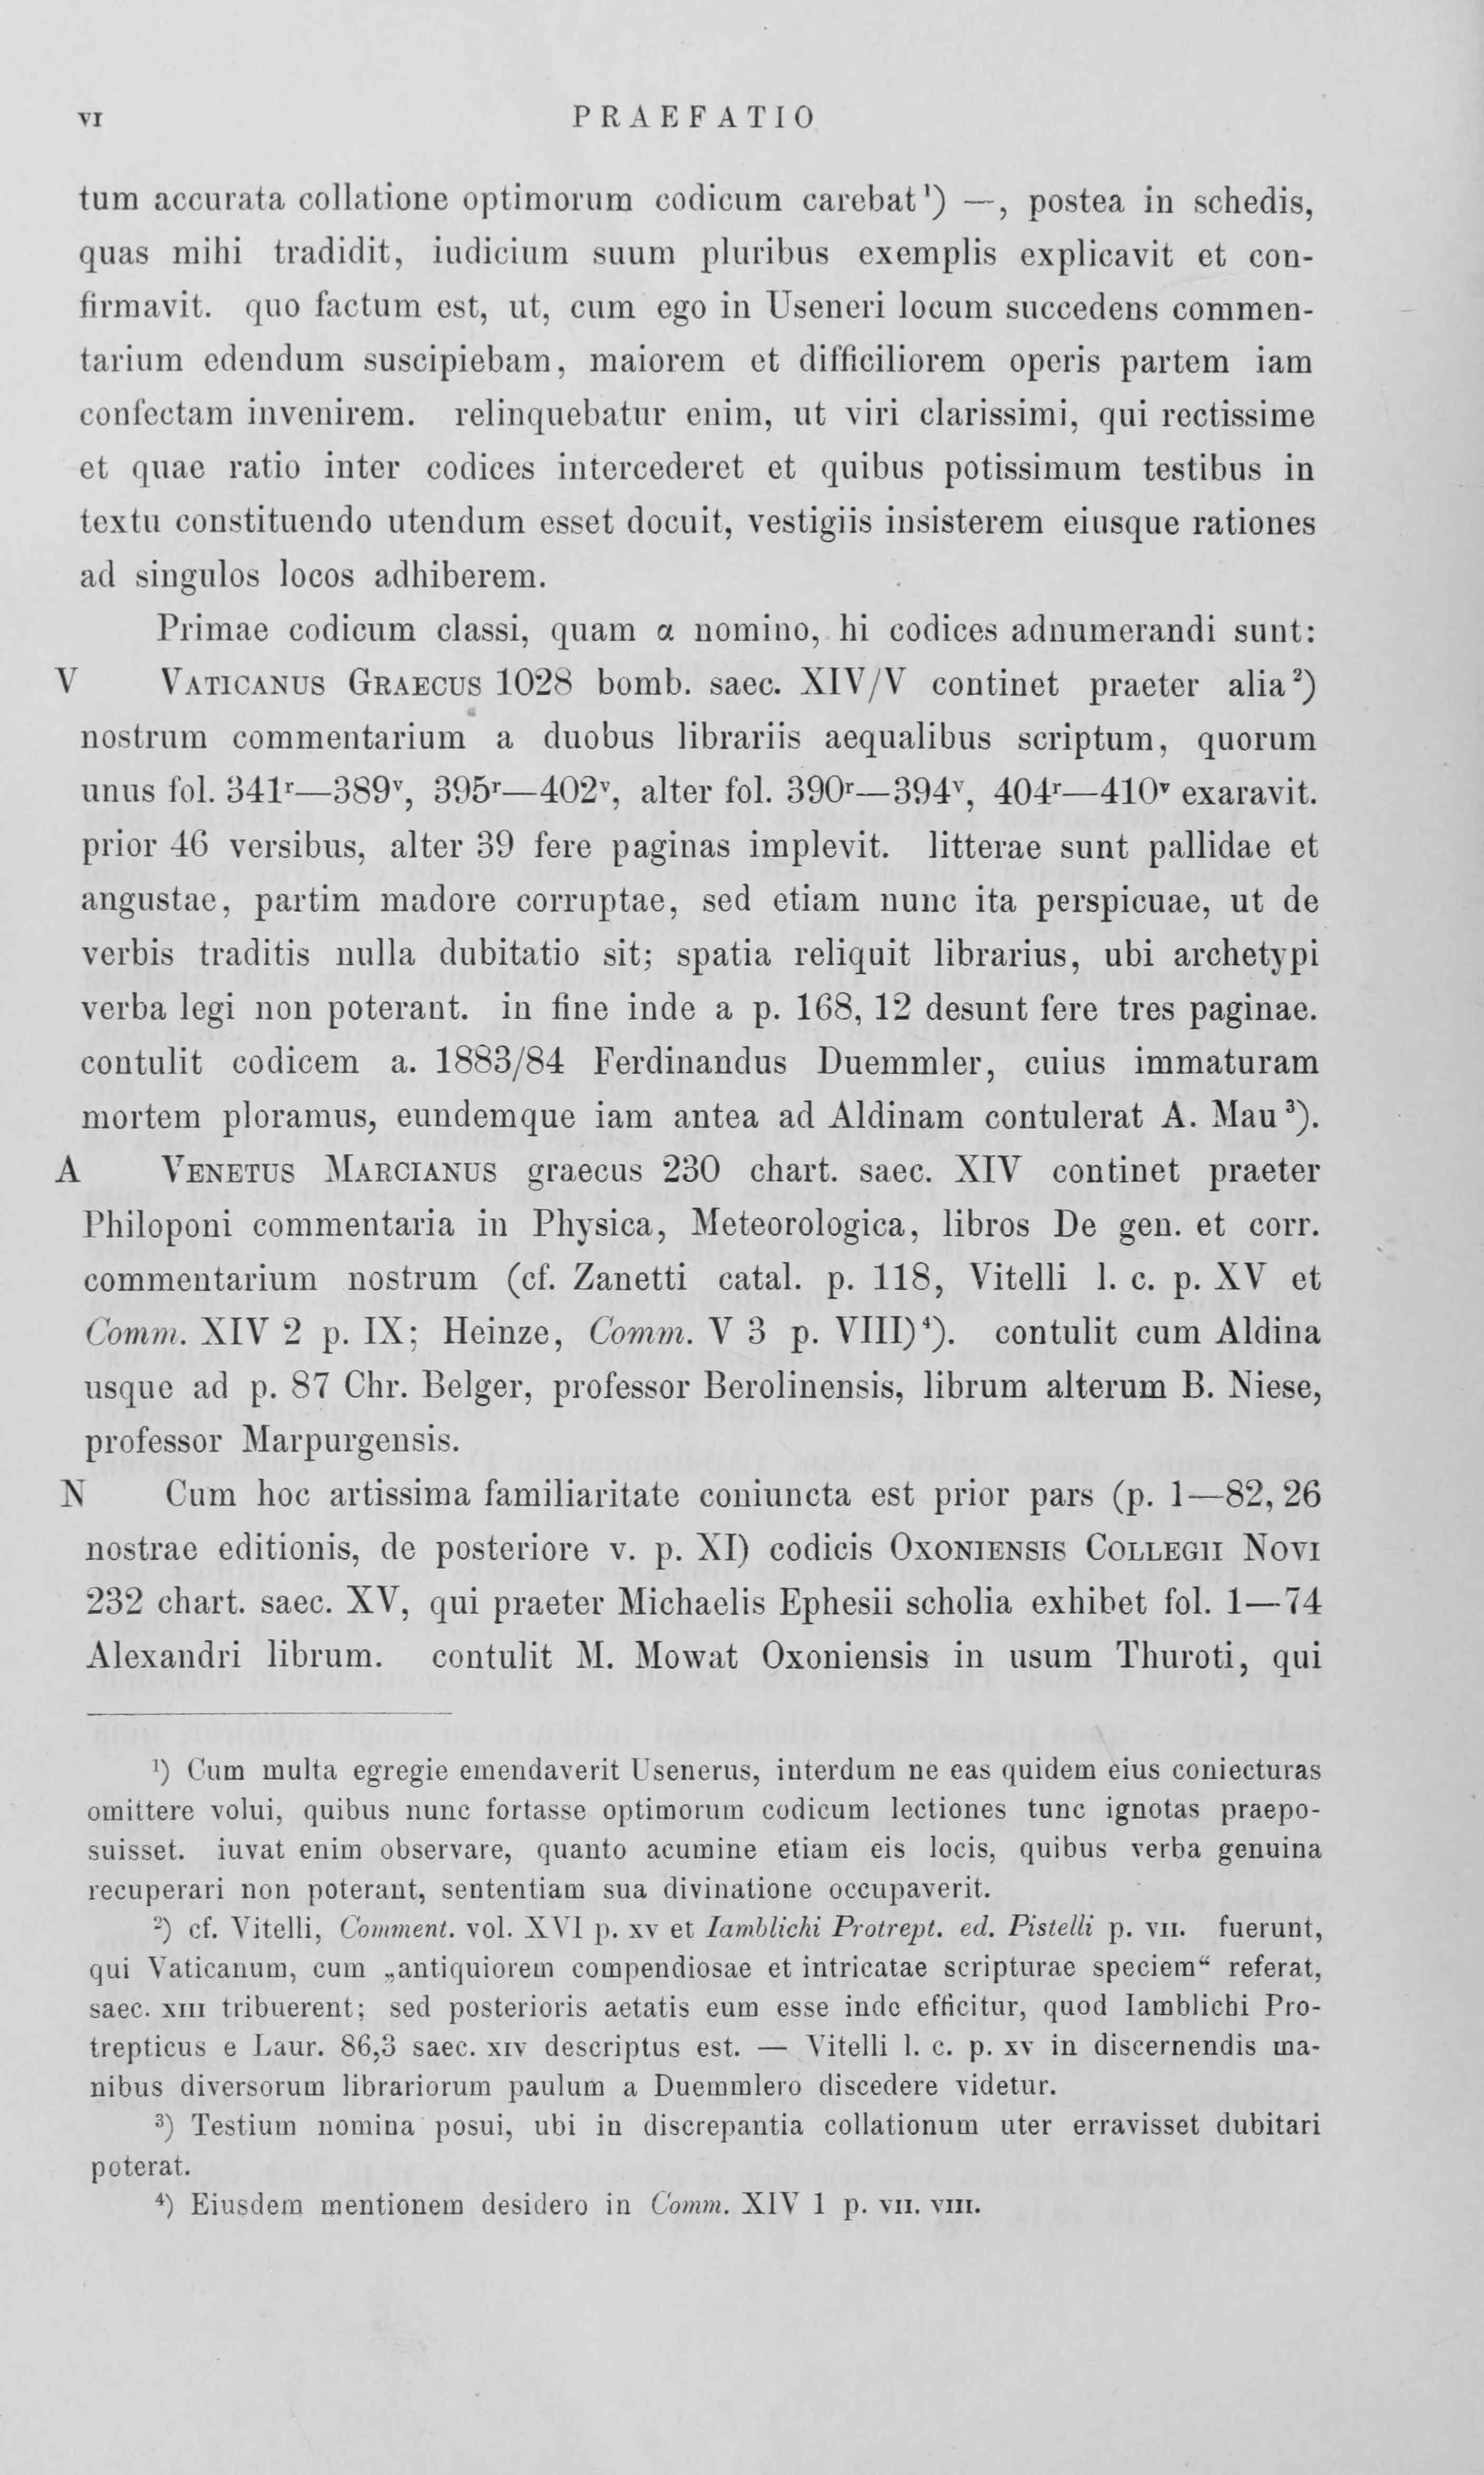 VI PRAEFATIO
tum accurata collatione optimorum codicum carebat¹) —, postea in schedis,
quas mihi tradidit, iudicium suum pluribus exemplis explicavit et con-
firmavit. quo factum est, ut, cum ego in Useneri locum succedens commen-
tarium edendum suscipiebam, maiorem et difficiliorem operis partem iam
confectam invenirem. relinquebatur enim, ut viri clarissimi, qui rectissime
et quae ratio inter codices intercederet et quibus potissimum testibus in
textu constituendo utendum esset docuit, vestigiis insisterem eiusque rationes
ad singulos locos adhiberem.
Primae codicum classi, quam α nomino, hi codices adnumerandi sunt:
V VATICANUS GRAECUS 1028 bomb. saec. XIV/V continet praeter alia²)
nostrum commentarium a duobus librariis aequalibus scriptum, quorum
unus fol. 341ʳ—389ᵛ, 395ʳ—402ᵛ, alter fol. 390ʳ—394ᵛ, 404ʳ—410ᵛ exaravit.
prior 46 versibus, alter 39 fere paginas implevit. litterae sunt pallidae et
angustae, partim madore corruptae, sed etiam nunc ita perspicuae, ut de
verbis traditis nulla dubitatio sit; spatia reliquit librarius, ubi archetypi
verba legi non poterant. in fine inde a p. 168, 12 desunt fere tres paginae.
contulit codicem a. 1883/84 Ferdinandus Duemmler, cuius immaturam
mortem ploramus, eundemque iam antea ad Aldinam contulerat A. Mau³).
A VENETUS MARCIANUS graecus 230 chart. saec. XIV continet praeter
Philoponi commentaria in Physica, Meteorologica, libros De gen. et corr.
commentarium nostrum (cf. Zanetti catal. p. 118, Vitelli l. c. p. XV et
Comm. XIV 2 p. IX; Heinze, Comm. V 3 p. VIII)⁴). contulit cum Aldina
usque ad p. 87 Chr. Belger, professor Berolinensis, librum alterum B. Niese,
professor Marpurgensis.
N Cum hoc artissima familiaritate coniuncta est prior pars (p. 1—82, 26
nostrae editionis, de posteriore v. p. XI) codicis OXONIENSIS COLLEGII NOVI
232 chart. saec. XV, qui praeter Michaelis Ephesii scholia exhibet fol. 1—74
Alexandri librum. contulit M. Mowat Oxoniensis in usum Thuroti, qui
¹) Cum multa egregie emendaverit Usenerus, interdum ne eas quidem eius coniecturas
omittere volui, quibus nunc fortasse optimorum codicum lectiones tunc ignotas praepo-
suisset. iuvat enim observare, quanto acumine etiam eis locis, quibus verba genuina
recuperari non poterant, sententiam sua divinatione occupaverit.
²) cf. Vitelli, Comment. vol. XVI p. XV et Iamblichi Protrept. ed. Pistelli p. VII. fuerunt,
qui Vaticanum, cum „antiquiorem compendiosae et intricatae scripturae speciem“ referat,
saec. XIII tribuerent; sed posterioris aetatis eum esse inde efficitur, quod Iamblichi Pro-
trepticus e Laur. 86,3 saec. XIV descriptus est. — Vitelli l. c. p. XV in discernendis ma-
nibus diversorum librariorum paulum a Duemmlero discedere videtur.
³) Testium nomina posui, ubi in discrepantia collationum uter erravisset dubitari
poterat.
⁴) Eiusdem mentionem desidero in Comm. XIV 1 p. VII. VIII.